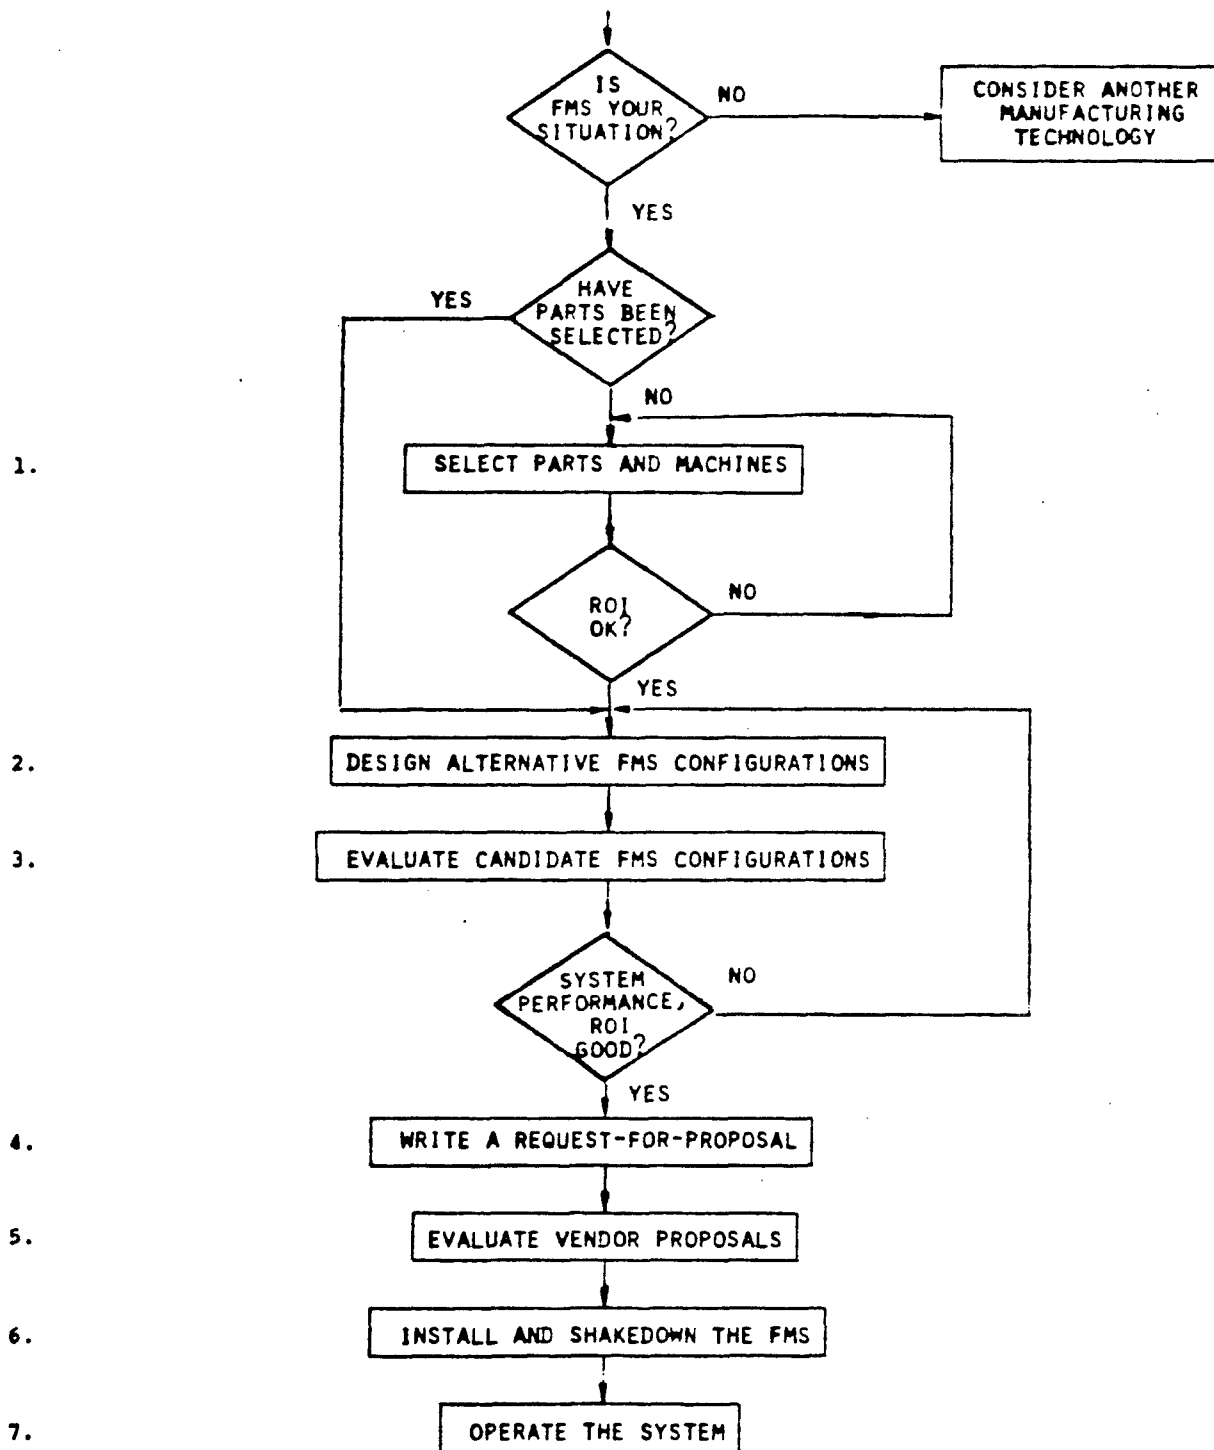 IS
FMS YOUR
SITUATION?
NO
CONSIDER ANOTHER
MANUFACTURING
TECHNOLOGY
YES
HAVE
PARTS BEEN
SELECTED?
YES
NO
1.
SELECT PARTS AND MACHINES
ROI
OK?
NO
YES
2.
DESIGN ALTERNATIVE FMS CONFIGURATIONS
3.
EVALUATE CANDIDATE FMS CONFIGURATIONS
SYSTEM
PERFORMANCE,
ROI
GOOD?
NO
YES
4.
WRITE A REQUEST-FOR-PROPOSAL
5.
EVALUATE VENDOR PROPOSALS
6.
INSTALL AND SHAKEDOWN THE FMS
7.
OPERATE THE SYSTEM